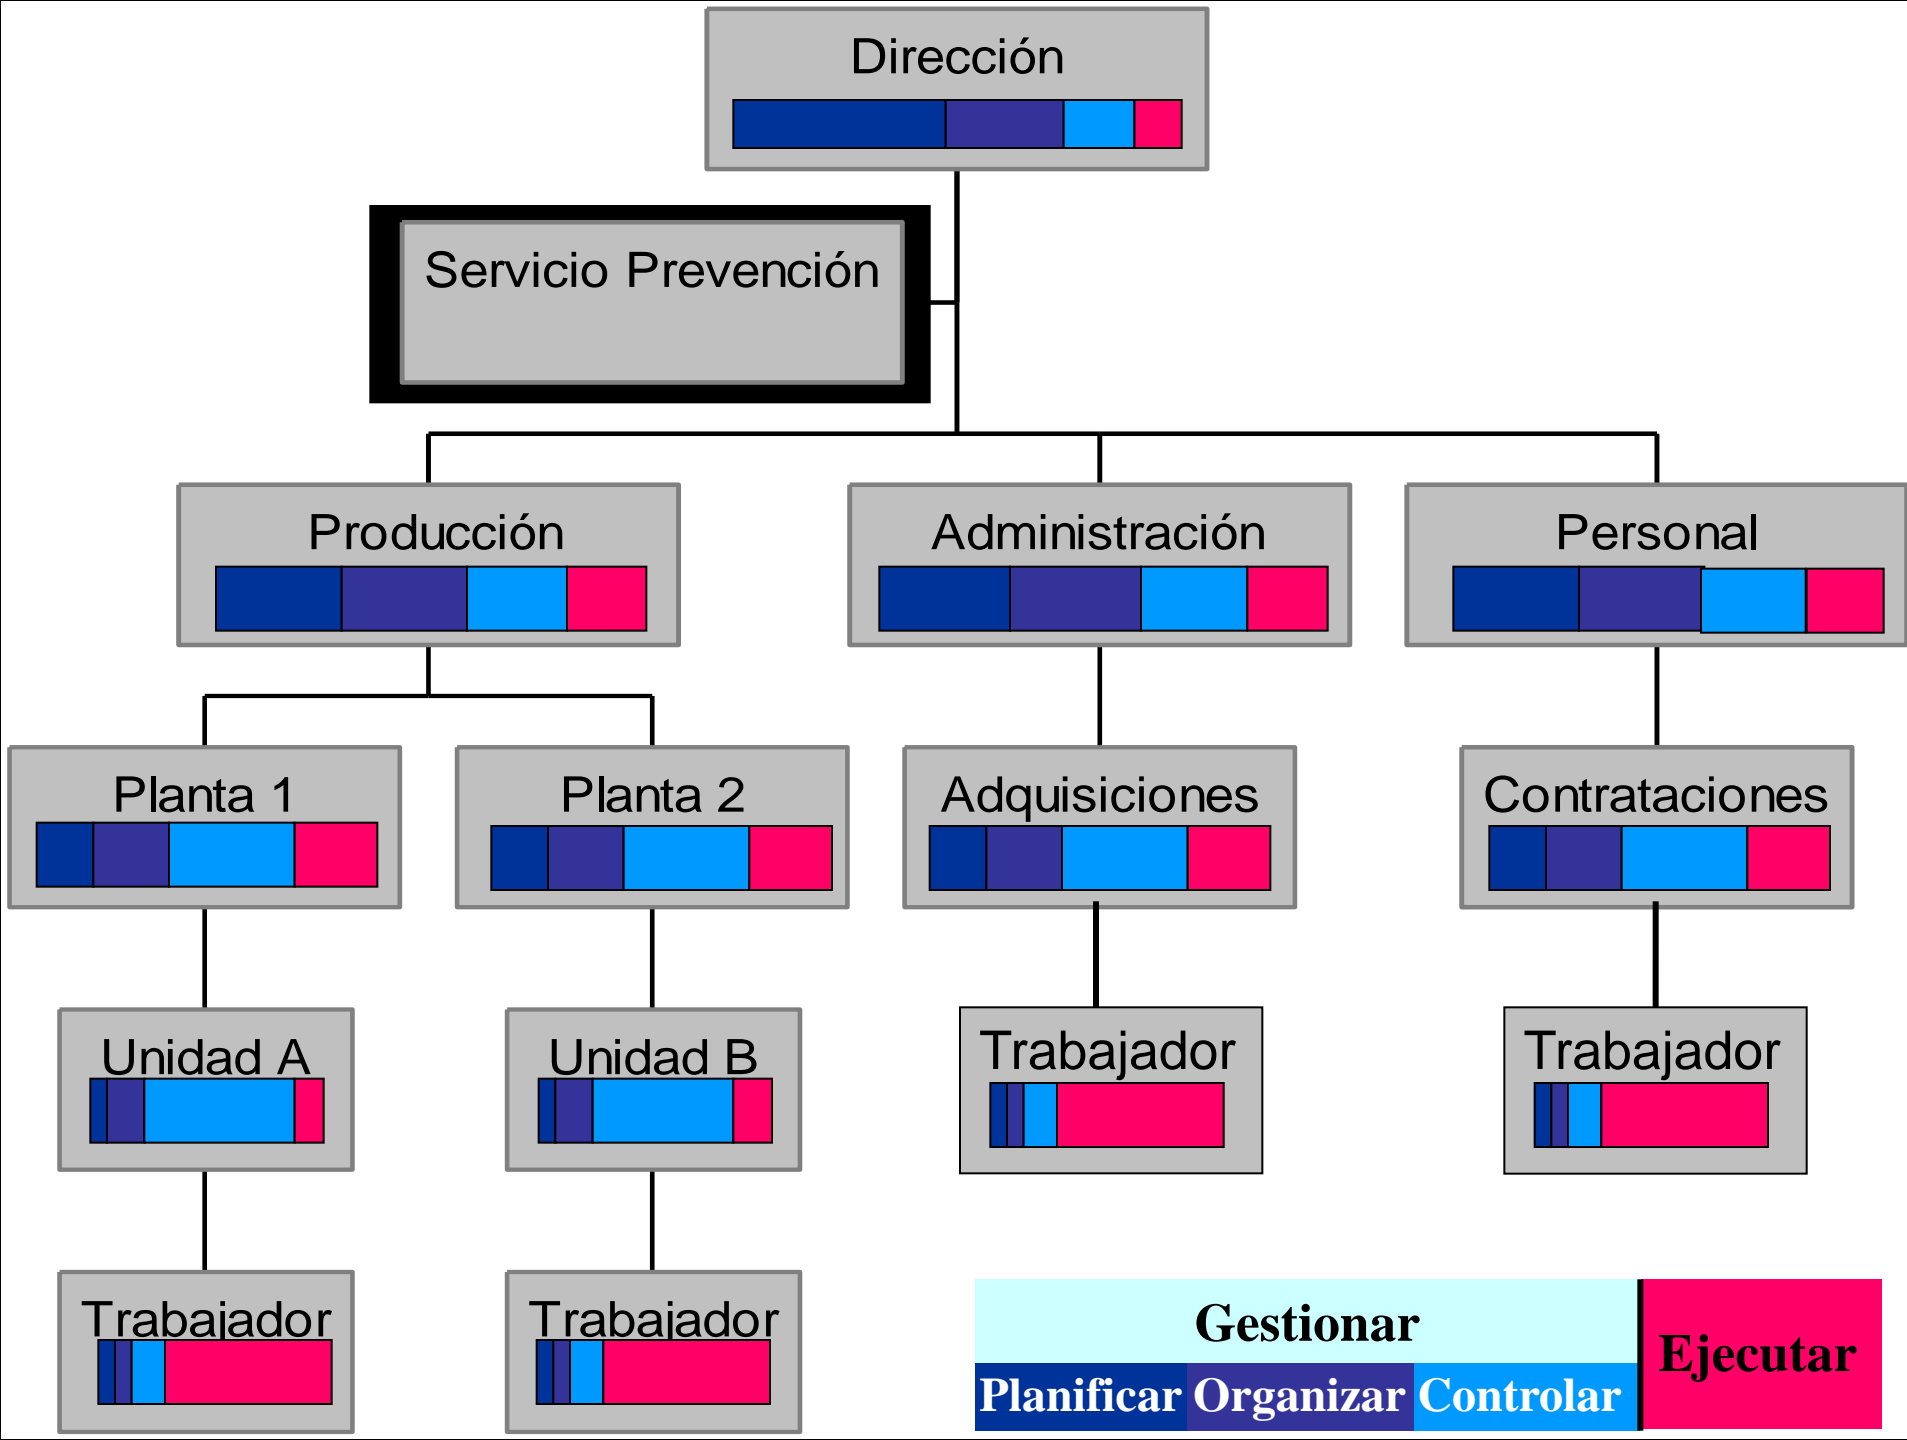 Dirección
Servicio Prevención
Producción
Administración
Personal
Planta 1
Planta 2
Adquisiciones
Contrataciones
Unidad A
Unidad B
Trabajador
Trabajador
Trabajador
Trabajador
Gestionar
Ejecutar
Planificar Organizar Controlar